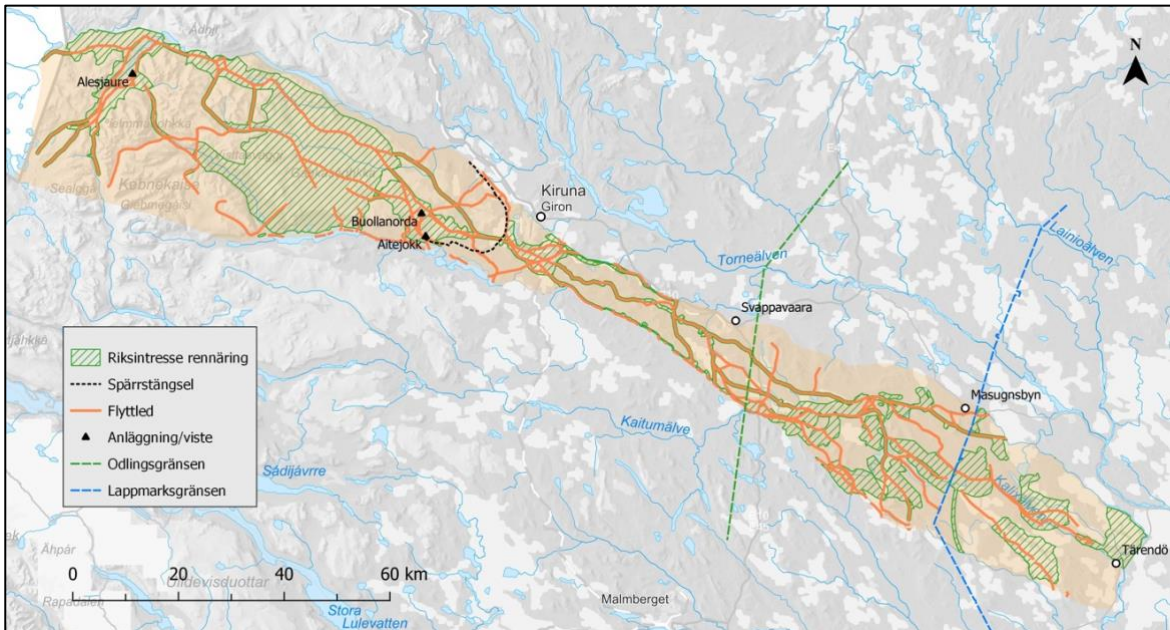 N
Alesjaure
Kebnekaise
Kiruna
Giron
Buollanorda
Aitejokk
Torneälven
Lainioälven
Svappavaara
Riksintresse rennäring
Spärrstängsel
Flyttled
Anläggning/viste
Odlingsgränsen
Lappmarksgränsen
Masugnsbyn
Kaitumälve
Sådijávrre
Tärendö
Áhpár
0 20 40 60 km
Malmberget
Stora
Lulevatten